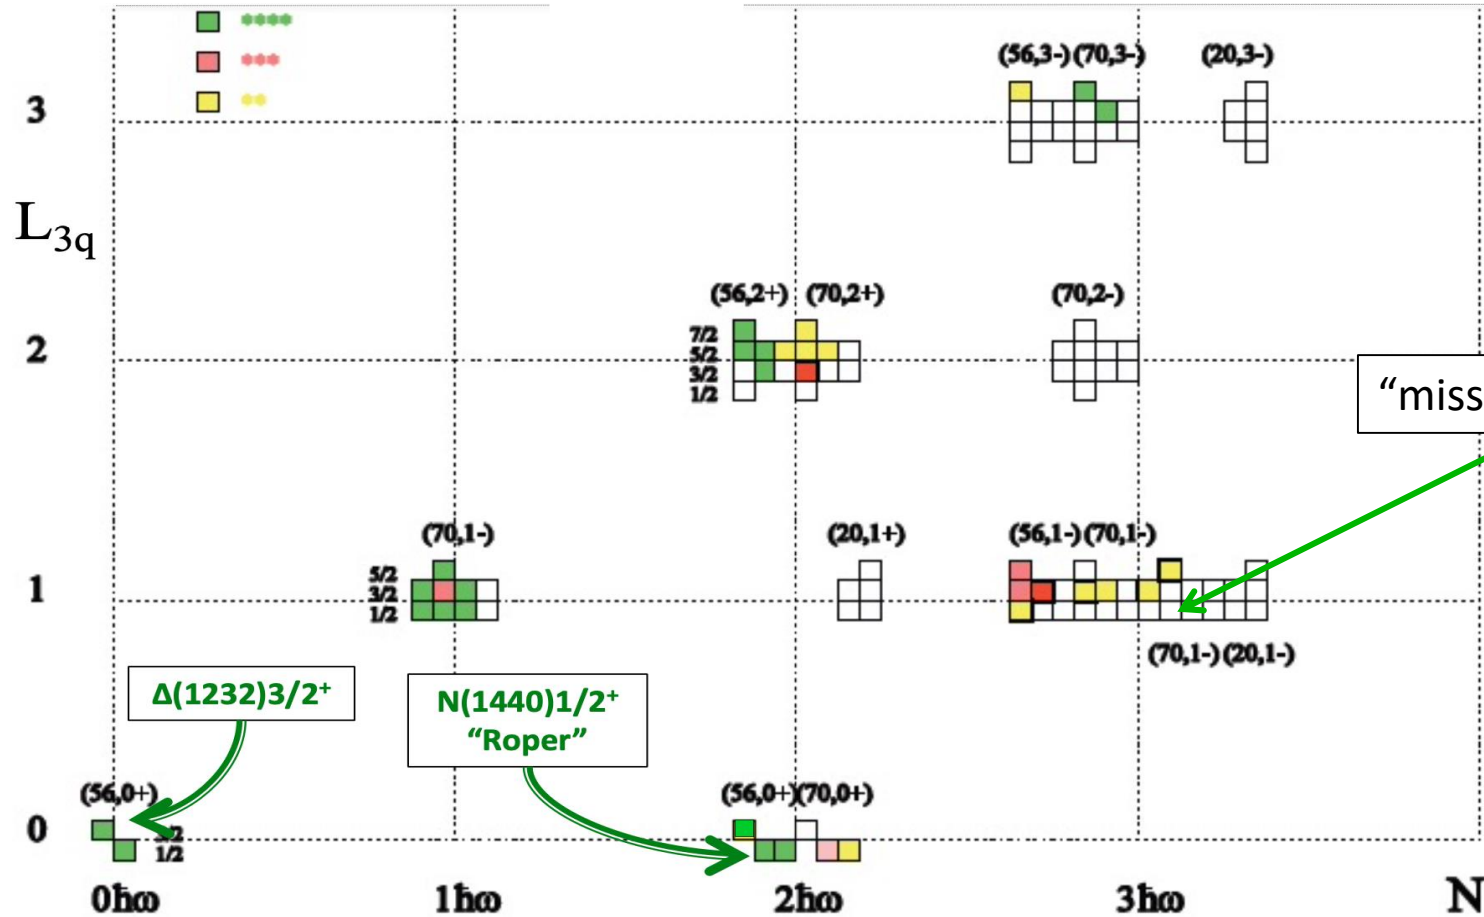 ****
***
**
(56,3-) (70,3-) (20,3-)
3
L3q
(56,2+) (70,2+) (70,2-)
7/2
5/2
3/2
1/2
2
“miss
(70,1-) (20,1+) (56,1-) (70,1-)
5/2
3/2
1/2
1
(70,1-) (20,1-)
Δ(1232)3/2+
N(1440)1/2+
“Roper”
(56,0+) (56,0+) (70,0+)
0
1/2
0ħω 1ħω 2ħω 3ħω N